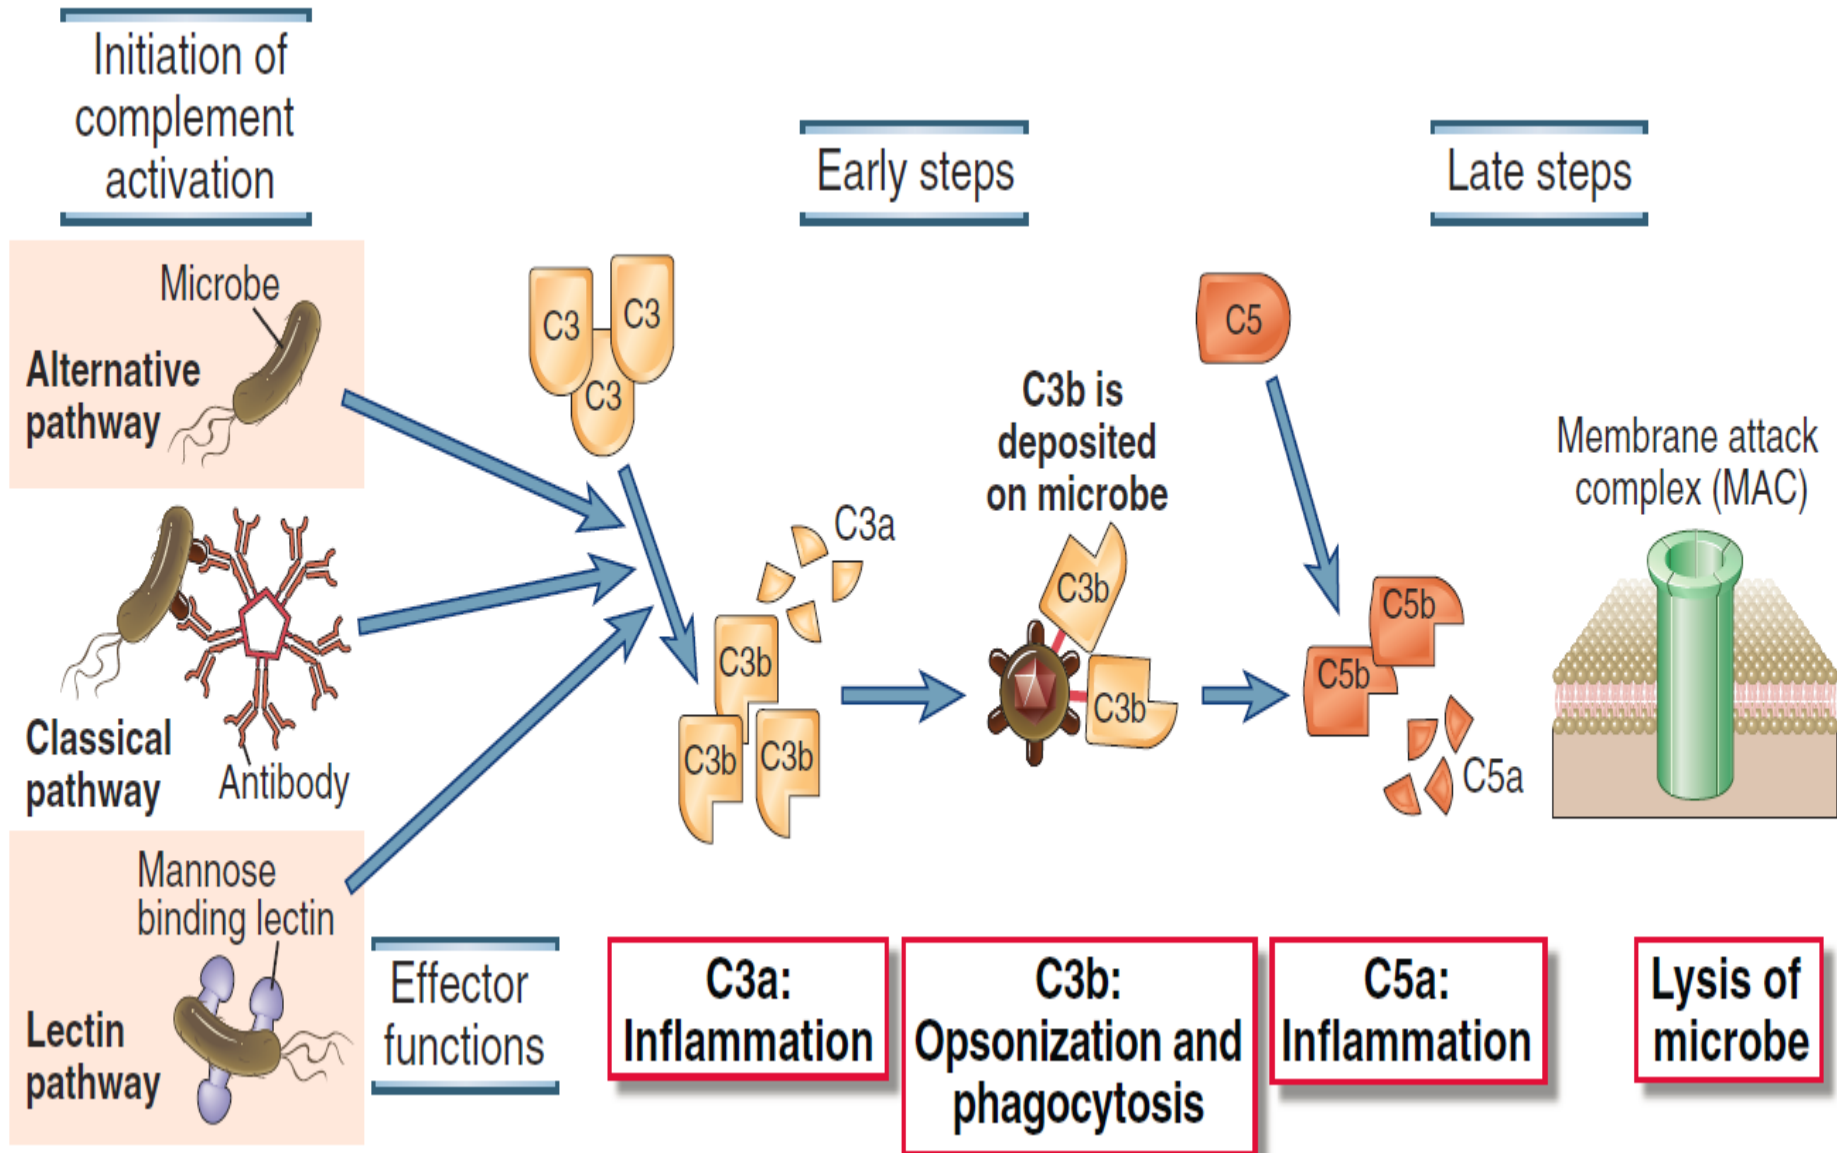 Initiation of
complement
activation
Early steps
Late steps
Microbe
Alternative
pathway
C3
C3
C3
C5
C3b is
deposited
on microbe
Membrane attack
complex (MAC)
C3a
C3b
C3b
C3b
C3b
C3b
C5b
C5b
C5a
Classical
pathway
Antibody
Mannose
binding lectin
Lectin
pathway
Effector
functions
C3a:
Inflammation
C3b:
Opsonization and
phagocytosis
C5a:
Inflammation
Lysis of
microbe